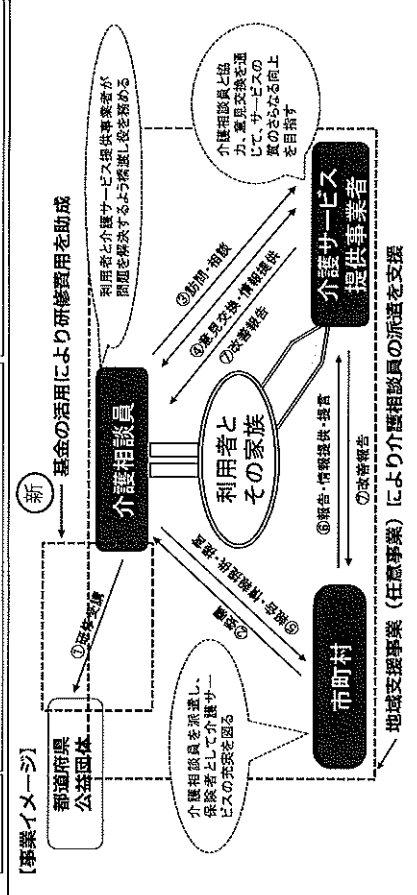 【事業イメージ】
都道府県
公益団体
新
基金の活用により研修費用を助成
①研修受講
介護相談員
利用者と介護サービス提供事業者が
問題を解決するよう橋渡し役を務める
③訪問・相談
④意見交換・情報提供
⑦改善報告
介護相談員と協
力、意見交換を通
じて、サービスの
質のさらなる向上
を目指す
利用者と
その家族
介護サービス
提供事業者
②派遣
⑤報告・情報提供・提言
介護相談員を派遣し、
保険者として介護サー
ビスの充実を図る
⑥報告・情報提供・提言
⑦改善報告
市町村
地域支援事業（任意事業）により介護相談員の派遣を支援